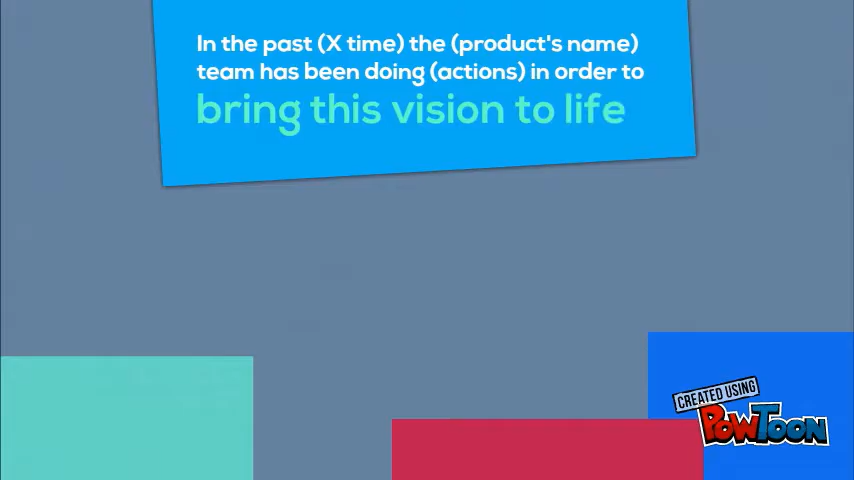 In the past (X time) the (product's name)
team has been doing (actions) in order to
bring this vision to life
CREATED USING
POWTOON